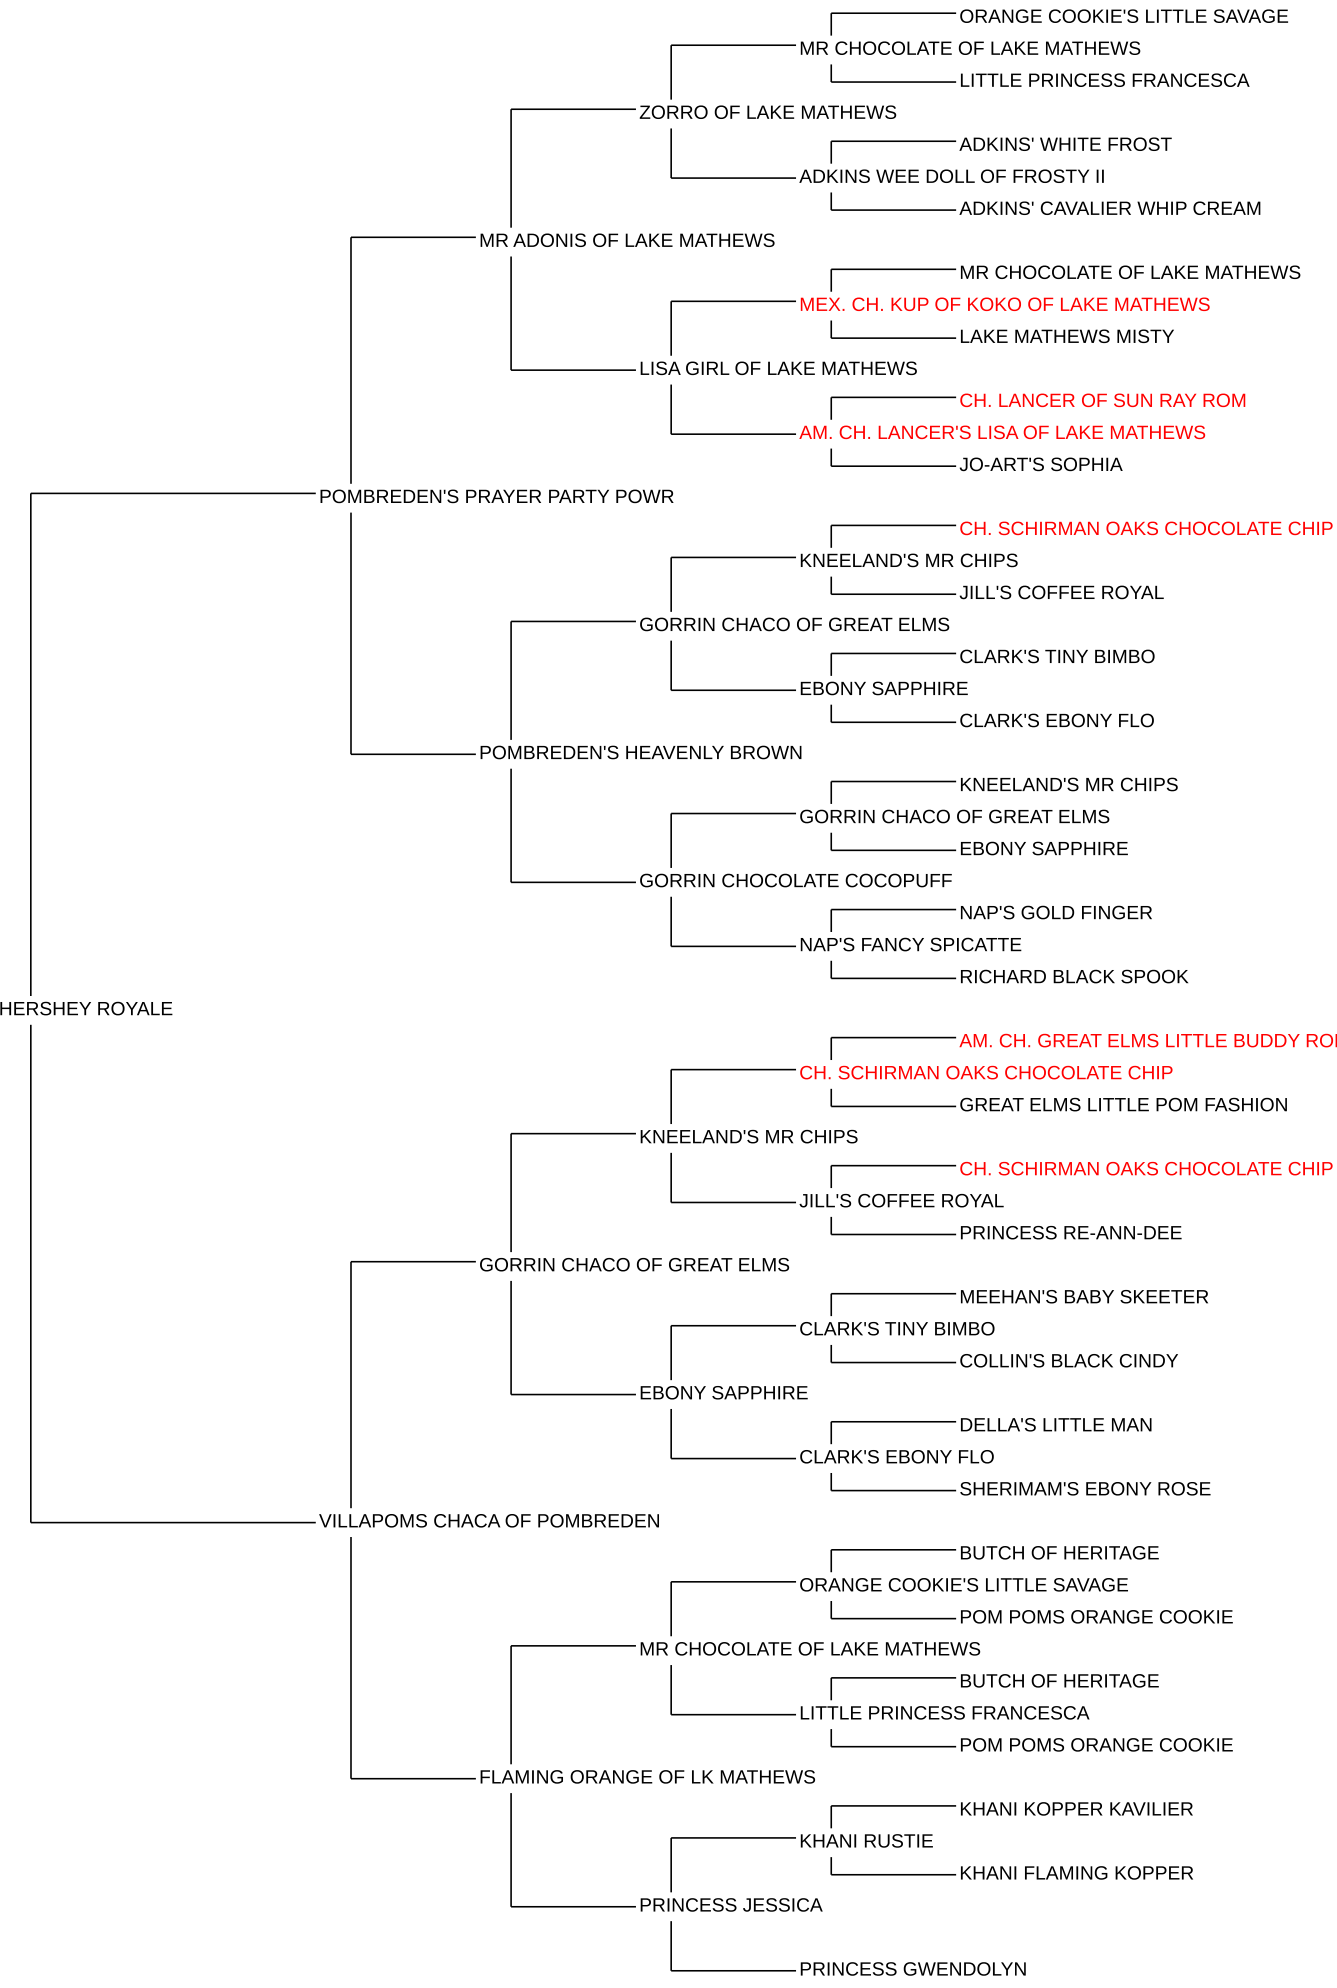 ORANGE COOKIE'S LITTLE SAVAGE
MR CHOCOLATE OF LAKE MATHEWS
LITTLE PRINCESS FRANCESCA
ZORRO OF LAKE MATHEWS
ADKINS' WHITE FROST
ADKINS WEE DOLL OF FROSTY II
ADKINS' CAVALIER WHIP CREAM
MR ADONIS OF LAKE MATHEWS
MR CHOCOLATE OF LAKE MATHEWS
MEX. CH. KUP OF KOKO OF LAKE MATHEWS
LAKE MATHEWS MISTY
LISA GIRL OF LAKE MATHEWS
CH. LANCER OF SUN RAY ROM
AM. CH. LANCER'S LISA OF LAKE MATHEWS
JO-ART'S SOPHIA
POMBREDEN'S PRAYER PARTY POWR
CH. SCHIRMAN OAKS CHOCOLATE CHIP
KNEELAND'S MR CHIPS
JILL'S COFFEE ROYAL
GORRIN CHACO OF GREAT ELMS
CLARK'S TINY BIMBO
EBONY SAPPHIRE
CLARK'S EBONY FLO
POMBREDEN'S HEAVENLY BROWN
KNEELAND'S MR CHIPS
GORRIN CHACO OF GREAT ELMS
EBONY SAPPHIRE
GORRIN CHOCOLATE COCOPUFF
NAP'S GOLD FINGER
NAP'S FANCY SPICATTE
RICHARD BLACK SPOOK
HERSHEY ROYALE
AM. CH. GREAT ELMS LITTLE BUDDY ROI
CH. SCHIRMAN OAKS CHOCOLATE CHIP
GREAT ELMS LITTLE POM FASHION
KNEELAND'S MR CHIPS
CH. SCHIRMAN OAKS CHOCOLATE CHIP
JILL'S COFFEE ROYAL
PRINCESS RE-ANN-DEE
GORRIN CHACO OF GREAT ELMS
MEEHAN'S BABY SKEETER
CLARK'S TINY BIMBO
COLLIN'S BLACK CINDY
EBONY SAPPHIRE
DELLA'S LITTLE MAN
CLARK'S EBONY FLO
SHERIMAM'S EBONY ROSE
VILLAPOMS CHACA OF POMBREDEN
BUTCH OF HERITAGE
ORANGE COOKIE'S LITTLE SAVAGE
POM POMS ORANGE COOKIE
MR CHOCOLATE OF LAKE MATHEWS
BUTCH OF HERITAGE
LITTLE PRINCESS FRANCESCA
POM POMS ORANGE COOKIE
FLAMING ORANGE OF LK MATHEWS
KHANI KOPPER KAVILIER
KHANI RUSTIE
KHANI FLAMING KOPPER
PRINCESS JESSICA
PRINCESS GWENDOLYN